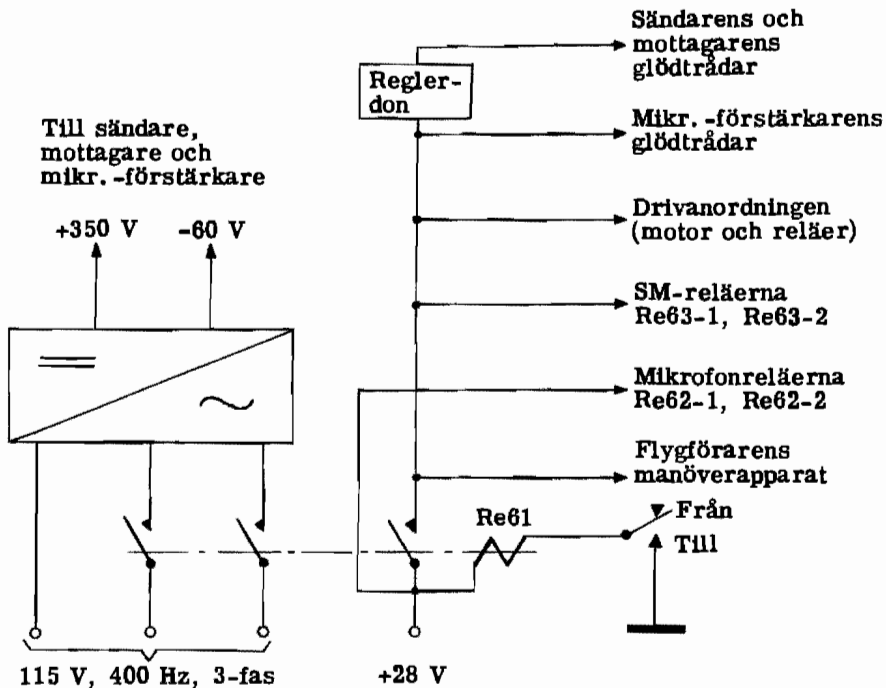 Sändarens och
mottagarens
glödtrådar
Regler-
don
Mikr.-förstärkarens
glödtrådar
Till sändare,
mottagare och
mikr.-förstärkare
+350 V
-60 V
Drivanordningen
(motor och reläer)
SM-reläerna
Re63-1, Re63-2
Mikrofonreläerna
Re62-1, Re62-2
Flygförarens
manöverapparat
Re61
Från
Till
115 V, 400 Hz, 3-fas
+28 V